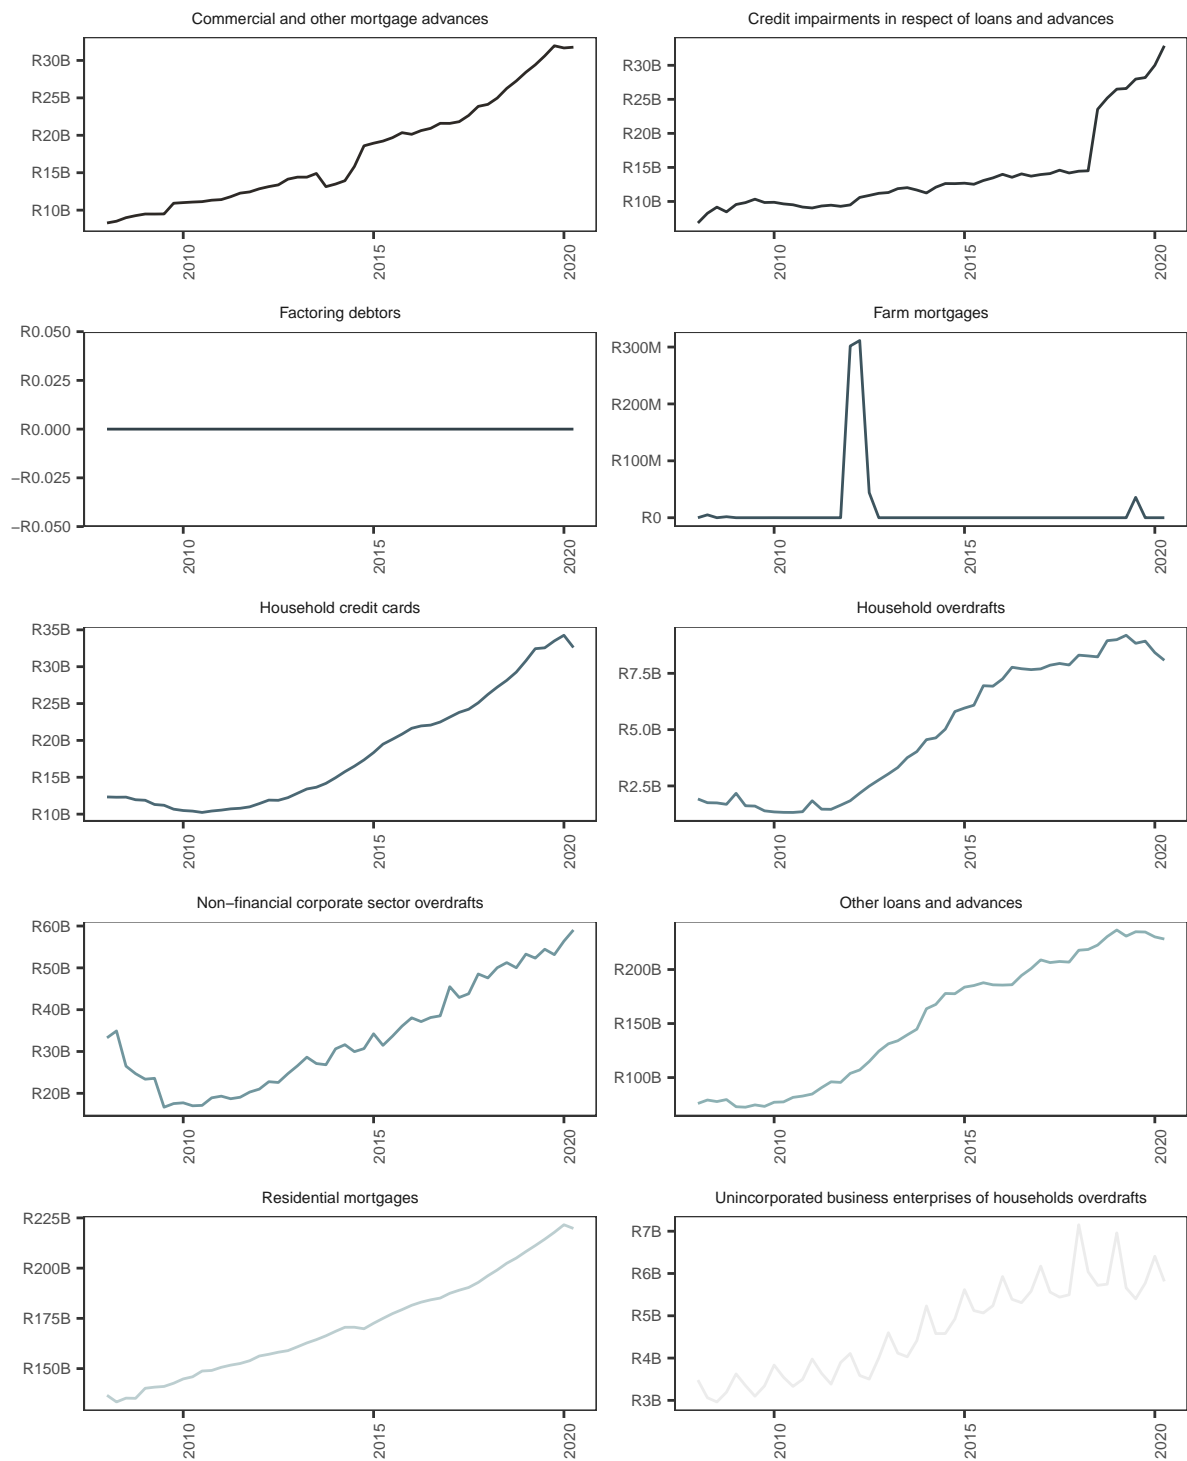 Commercial and other mortgage advances
R30B
R25B
R20B
R15B
R10B
2010
2015
2020
Credit impairments in respect of loans and advances
R30B
R25B
R20B
R15B
R10B
2010
2015
2020
Factoring debtors
R0.050
R0.025
R0.000
−R0.025
−R0.050
2010
2015
2020
Farm mortgages
R300M
R200M
R100M
R0
2010
2015
2020
Household credit cards
R35B
R30B
R25B
R20B
R15B
R10B
2010
2015
2020
Household overdrafts
R7.5B
R5.0B
R2.5B
2010
2015
2020
Non−financial corporate sector overdrafts
R60B
R50B
R40B
R30B
R20B
2010
2015
2020
Other loans and advances
R200B
R150B
R100B
2010
2015
2020
Residential mortgages
R225B
R200B
R175B
R150B
2010
2015
2020
Unincorporated business enterprises of households overdrafts
R7B
R6B
R5B
R4B
R3B
2010
2015
2020